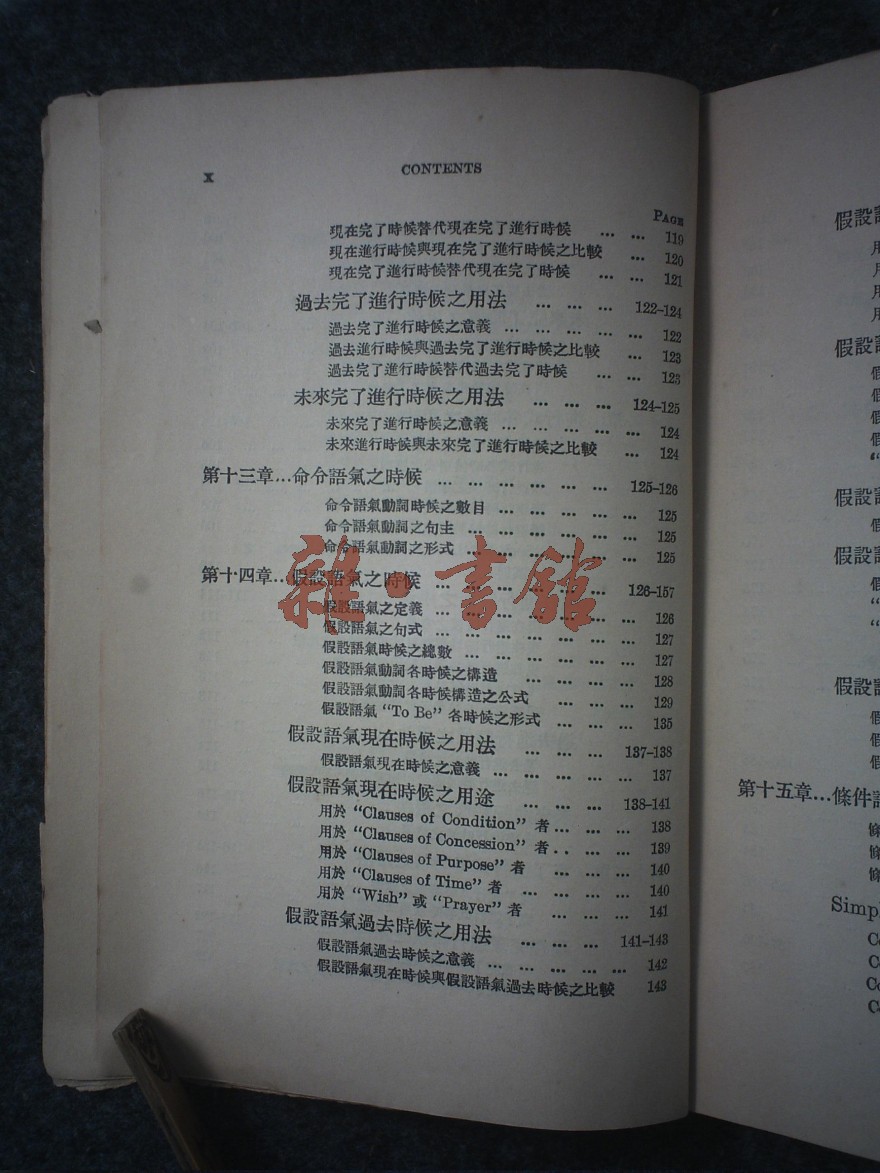 x
CONTENTS
PAGE
現在完了時候替代現在完了進行時候 ... ... 119
現在進行時候與現在完了進行時候之比較 ... 120
現在完了進行時候替代現在完了時候 ... ... 121
過去完了進行時候之用法 ... ... ... 122-124
過去完了進行時候之意義 ... ... ... ... ... 122
過去進行時候與過去完了進行時候之比較 ... 123
過去完了進行時候替代過去完了時候 ... ... 123
未來完了進行時候之用法 ... ... ... 124-125
未來完了進行時候之意義 ... ... ... ... ... 124
未來進行時候與未來完了進行時候之比較 ... 124
第十三章...命令語氣之時候 ... ... ... ... ... ... 125-126
命令語氣動詞時候之數目 ... ... ... ... ... 125
命令語氣動詞之句主 ... ... ... ... ... ... 125
命令語氣動詞之形式 ... ... ... ... ... ... 125
第十四章...假設語氣之時候 ... ... ... ... ... ... 126-157
假設語氣之定義 ... ... ... ... ... ... ... 126
假設語氣之句式 ... ... ... ... ... ... ... 127
假設語氣時候之總數 ... ... ... ... ... ... 127
假設語氣動詞各時候之構造 ... ... ... ... 128
假設語氣動詞各時候構造之公式 ... ... ... 129
假設語氣 “To Be” 各時候之形式 ... ... ... 135
假設語氣現在時候之用法 ... ... ... 137-138
假設語氣現在時候之意義 ... ... ... ... ... 137
假設語氣現在時候之用途 ... ... ... 138-141
用於 “Clauses of Condition” 者 ... ... ... 138
用於 “Clauses of Concession” 者 .. ... ... 139
用於 “Clauses of Purpose” 者 ... ... ... 140
用於 “Clauses of Time” 者 ... ... ... ... 140
用於 “Wish” 或 “Prayer” 者 ... ... ... 141
假設語氣過去時候之用法 ... ... ... 141-143
假設語氣過去時候之意義 ... ... ... ... ... 142
假設語氣現在時候與假設語氣過去時候之比較 143
雜·書館
假設
假設
假設
假設
假設
第十五章...條件
Simpl